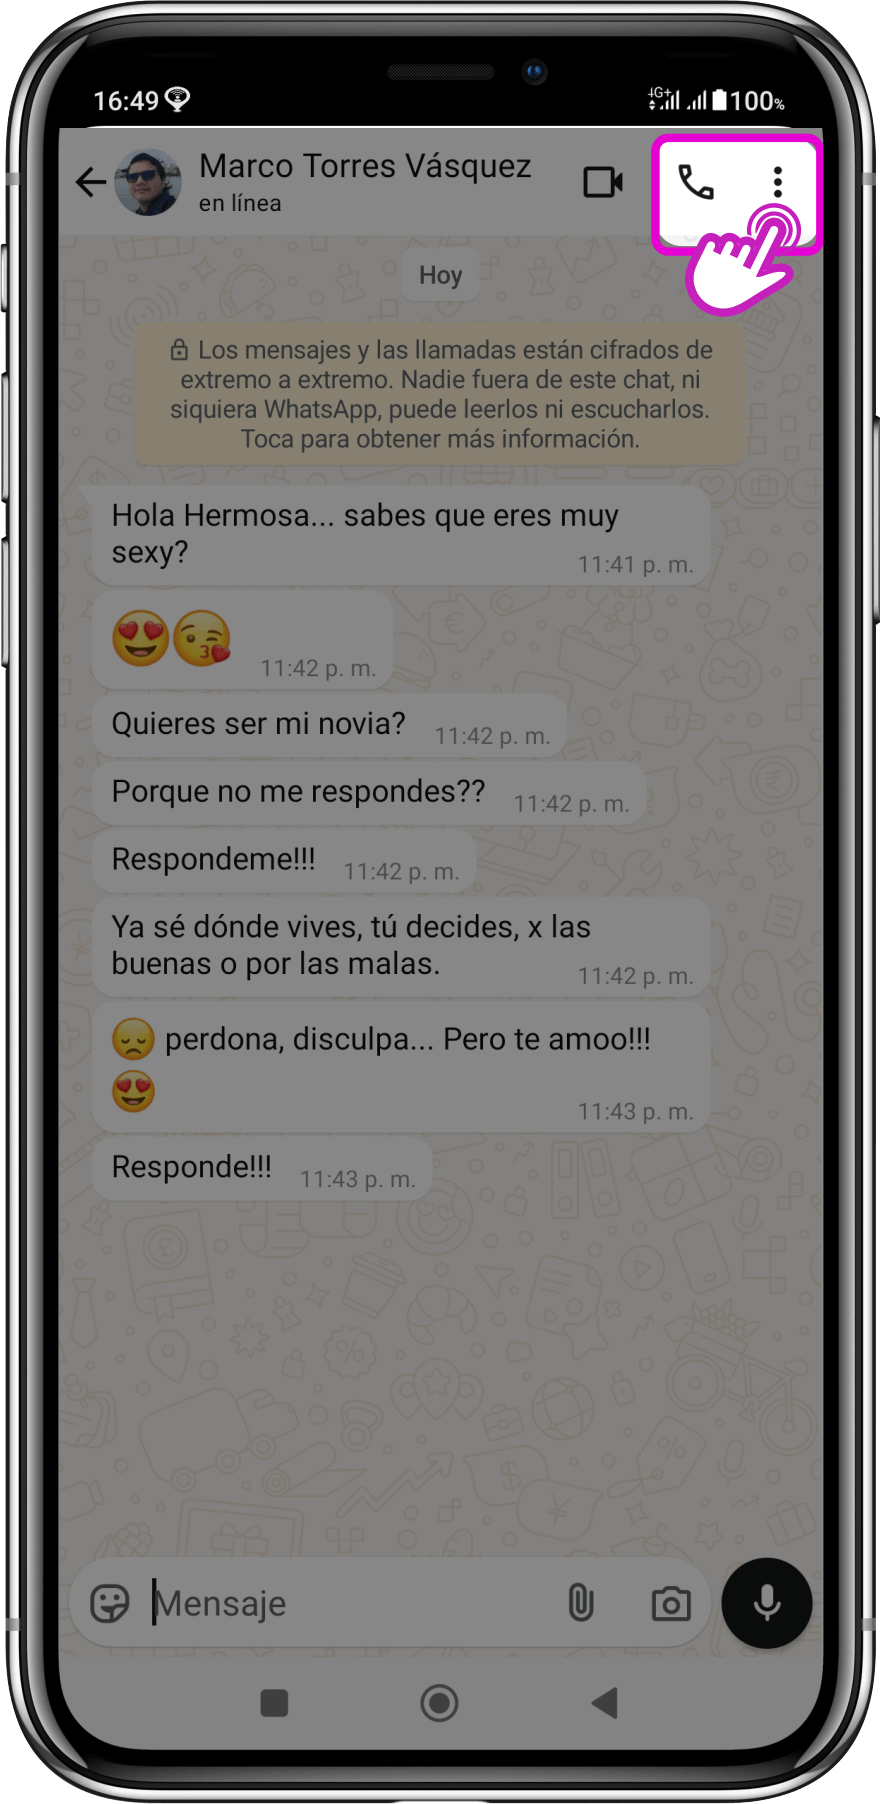 16:49 4G+ 100%
Marco Torres Vásquez
en línea
Hoy
Los mensajes y las llamadas están cifrados de
extremo a extremo. Nadie fuera de este chat, ni
siquiera WhatsApp, puede leerlos ni escucharlos.
Toca para obtener más información.
Hola Hermosa... sabes que eres muy
sexy?
11:41 p. m.
😍😘 11:42 p. m.
Quieres ser mi novia? 11:42 p. m.
Porque no me respondes?? 11:42 p. m.
Respondeme!!! 11:42 p. m.
Ya sé dónde vives, tú decides, x las
buenas o por las malas. 11:42 p. m.
😞 perdona, disculpa... Pero te amoo!!!
😍 11:43 p. m.
Responde!!! 11:43 p. m.
Mensaje